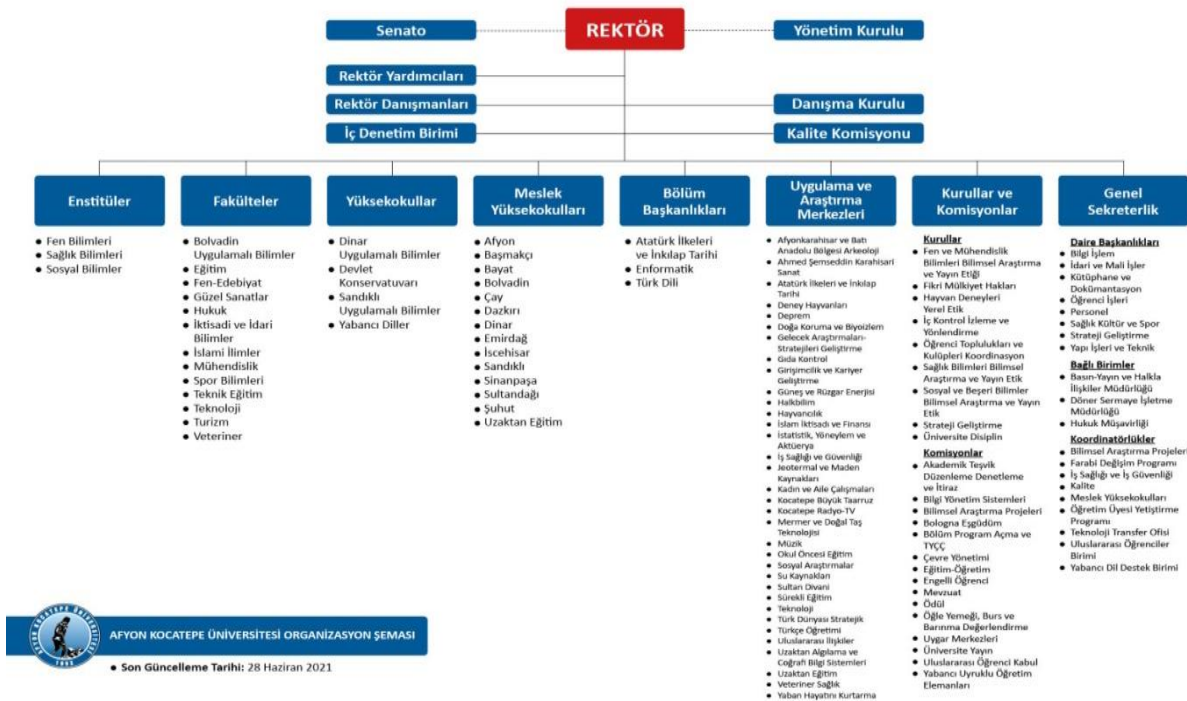 Senato
REKTÖR
Yönetim Kurulu
Rektör Yardımcıları
Rektör Danışmanları
Danışma Kurulu
İç Denetim Birimi
Kalite Komisyonu
Enstitüler
• Fen Bilimleri
• Sağlık Bilimleri
• Sosyal Bilimler
Fakülteler
• Bolvadin
Uygulamalı Bilimler
• Eğitim
• Fen-Edebiyat
• Güzel Sanatlar
• Hukuk
• İktisadi ve İdari
Bilimler
• İslami İlimler
• Mühendislik
• Spor Bilimleri
• Teknik Eğitim
• Teknoloji
• Turizm
• Veteriner
Yüksekokullar
• Dinar
Uygulamalı Bilimler
• Devlet
Konservatuvarı
• Sandıklı
Uygulamalı Bilimler
• Yabancı Diller
Meslek
Yüksekokulları
• Afyon
• Başmakçı
• Bayat
• Bolvadin
• Çay
• Dazkırı
• Dinar
• Emirdağ
• İscehisar
• Sandıklı
• Sinanpaşa
• Sultandağı
• Şuhut
• Uzaktan Eğitim
Bölüm
Başkanlıkları
• Atatürk İlkeleri
ve İnkılap Tarihi
• Enformatik
• Türk Dili
Uygulama ve
Araştırma
Merkezleri
• Afyonkarahisar ve Batı
Anadolu Bölgesi Arkeoloji
• Ahmed Şemseddin Karahisari
Sanat
• Atatürk İlkeleri ve İnkılap
Tarihi
• Deney Hayvanları
• Deprem
• Doğa Koruma ve Biyoizlem
• Gelecek Araştırmaları-
Stratejileri Geliştirme
• Gıda Kontrol
• Girişimcilik ve Kariyer
Geliştirme
• Güneş ve Rüzgar Enerjisi
• Halkbilim
• Hayvancılık
• İslam İktisadı ve Finansı
• İstatistik, Yöneylem ve
Aktüerya
• İş Sağlığı ve Güvenliği
• Jeotermal ve Maden
Kaynakları
• Kadın ve Aile Çalışmaları
• Kocatepe Büyük Taarruz
• Kocatepe Radyo-TV
• Mermer ve Doğal Taş
Teknolojisi
• Müzik
• Okul Öncesi Eğitim
• Sosyal Araştırmalar
• Su Kaynakları
• Sultan Divani
• Sürekli Eğitim
• Teknoloji
• Türk Dünyası Stratejik
• Türkçe Öğretimi
• Uluslararası İlişkiler
• Uzaktan Algılama ve
Coğrafi Bilgi Sistemleri
• Uzaktan Eğitim
• Veteriner Sağlık
• Yaban Hayatını Kurtarma
Kurullar ve
Komisyonlar
Kurullar
• Fen ve Mühendislik
Bilimleri Bilimsel Araştırma
ve Yayın Etiği
• Fikri Mülkiyet Hakları
• Hayvan Deneyleri
Yerel Etik
• İç Kontrol İzleme ve
Yönlendirme
• Öğrenci Toplulukları ve
Kulüpleri Koordinasyon
• Sağlık Bilimleri Bilimsel
Araştırma ve Yayın Etik
• Sosyal ve Beşeri Bilimler
Bilimsel Araştırma ve Yayın
Etik
• Strateji Geliştirme
• Üniversite Disiplin
Komisyonlar
• Akademik Teşvik
Düzenleme Denetleme
ve İtiraz
• Bilgi Yönetim Sistemleri
• Bilimsel Araştırma Projeleri
• Bologna Eşgüdüm
• Bölüm Program Açma ve
TYÇÇ
• Çevre Yönetimi
• Eğitim-Öğretim
• Engelli Öğrenci
• Mevzuat
• Ödül
• Öğle Yemeği, Burs ve
Barınma Değerlendirme
• Uygar Merkezleri
• Üniversite Yayın
• Uluslararası Öğrenci Kabul
• Yabancı Uyruklu Öğretim
Elemanları
Genel
Sekreterlik
Daire Başkanlıkları
• Bilgi İşlem
• İdari ve Mali İşler
• Kütüphane ve
Dokümantasyon
• Öğrenci İşleri
• Personel
• Sağlık Kültür ve Spor
• Strateji Geliştirme
• Yapı İşleri ve Teknik
Bağlı Birimler
• Basın-Yayın ve Halkla
İlişkiler Müdürlüğü
• Döner Sermaye İşletme
Müdürlüğü
• Hukuk Müşavirliği
Koordinatörlükler
• Bilimsel Araştırma Projeleri
• Farabi Değişim Programı
• İş Sağlığı ve İş Güvenliği
• Kalite
• Meslek Yüksekokulları
• Öğretim Üyesi Yetiştirme
Programı
• Teknoloji Transfer Ofisi
• Uluslararası Öğrenciler
Birimi
• Yabancı Dil Destek Birimi
AFYON KOCATEPE ÜNİVERSİTESİ
1992
AFYON KOCATEPE ÜNİVERSİTESİ ORGANİZASYON ŞEMASI
• Son Güncelleme Tarihi: 28 Haziran 2021